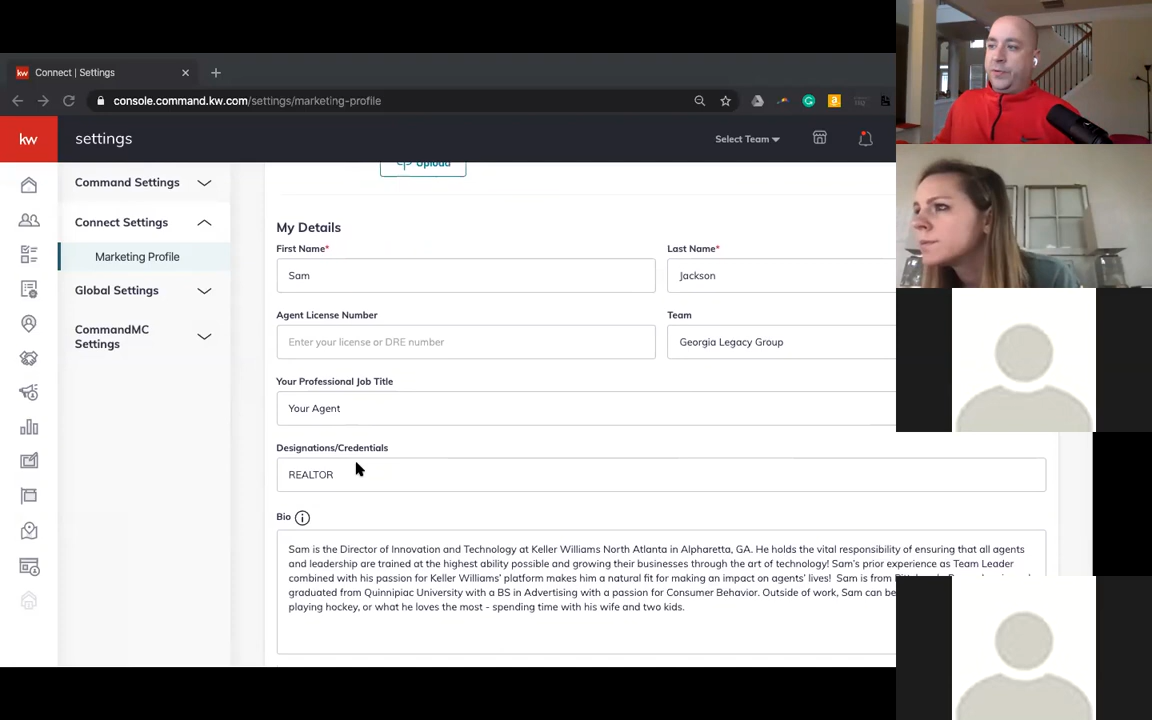 kw Connect | Settings
console.command.kw.com/settings/marketing-profile
kw settings Select Team
Upload
Command Settings
Connect Settings
Marketing Profile
Global Settings
CommandMC
Settings
My Details
First Name* Last Name*
Sam Jackson
Agent License Number Team
Enter your license or DRE number Georgia Legacy Group
Your Professional Job Title
Your Agent
Designations/Credentials
REALTOR
Bio
Sam is the Director of Innovation and Technology at Keller Williams North Atlanta in Alpharetta, GA. He holds the vital responsibility of ensuring that all agents
and leadership are trained at the highest ability possible and growing their businesses through the art of technology! Sam's prior experience as Team Leader
combined with his passion for Keller Williams' platform makes him a natural fit for making an impact on agents' lives! Sam is from
graduated from Quinnipiac University with a BS in Advertising with a passion for Consumer Behavior. Outside of work, Sam can be
playing hockey, or what he loves the most - spending time with his wife and two kids.